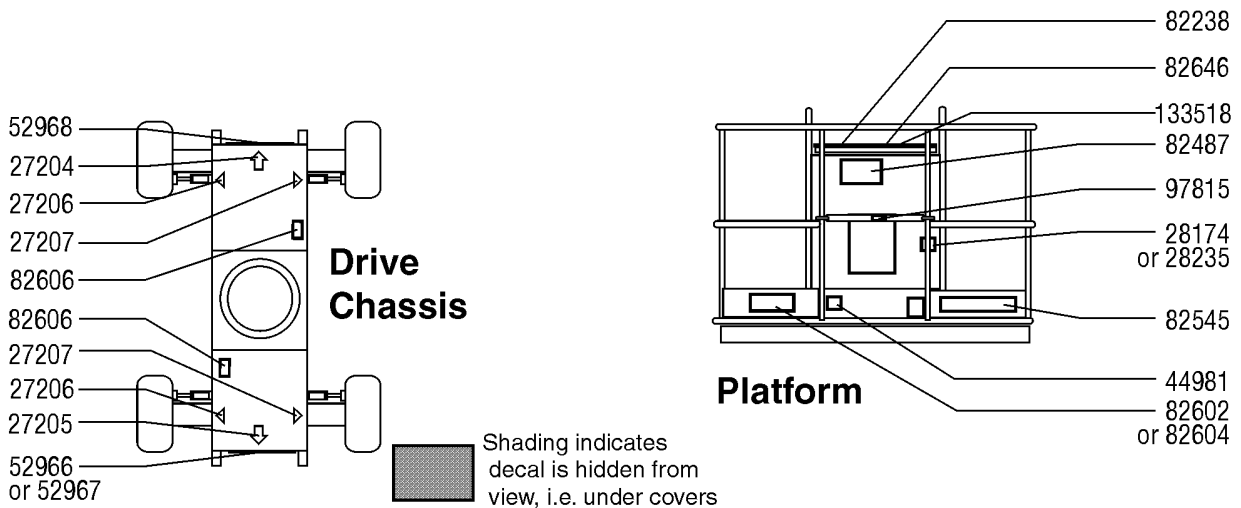 52968
27204
27206
27207
82606
82606
27207
27206
27205
52966
or 52967
Drive
Chassis
Shading indicates
decal is hidden from
view, i.e. under covers
82238
82646
133518
82487
97815
28174
or 28235
82545
44981
82602
or 82604
Platform